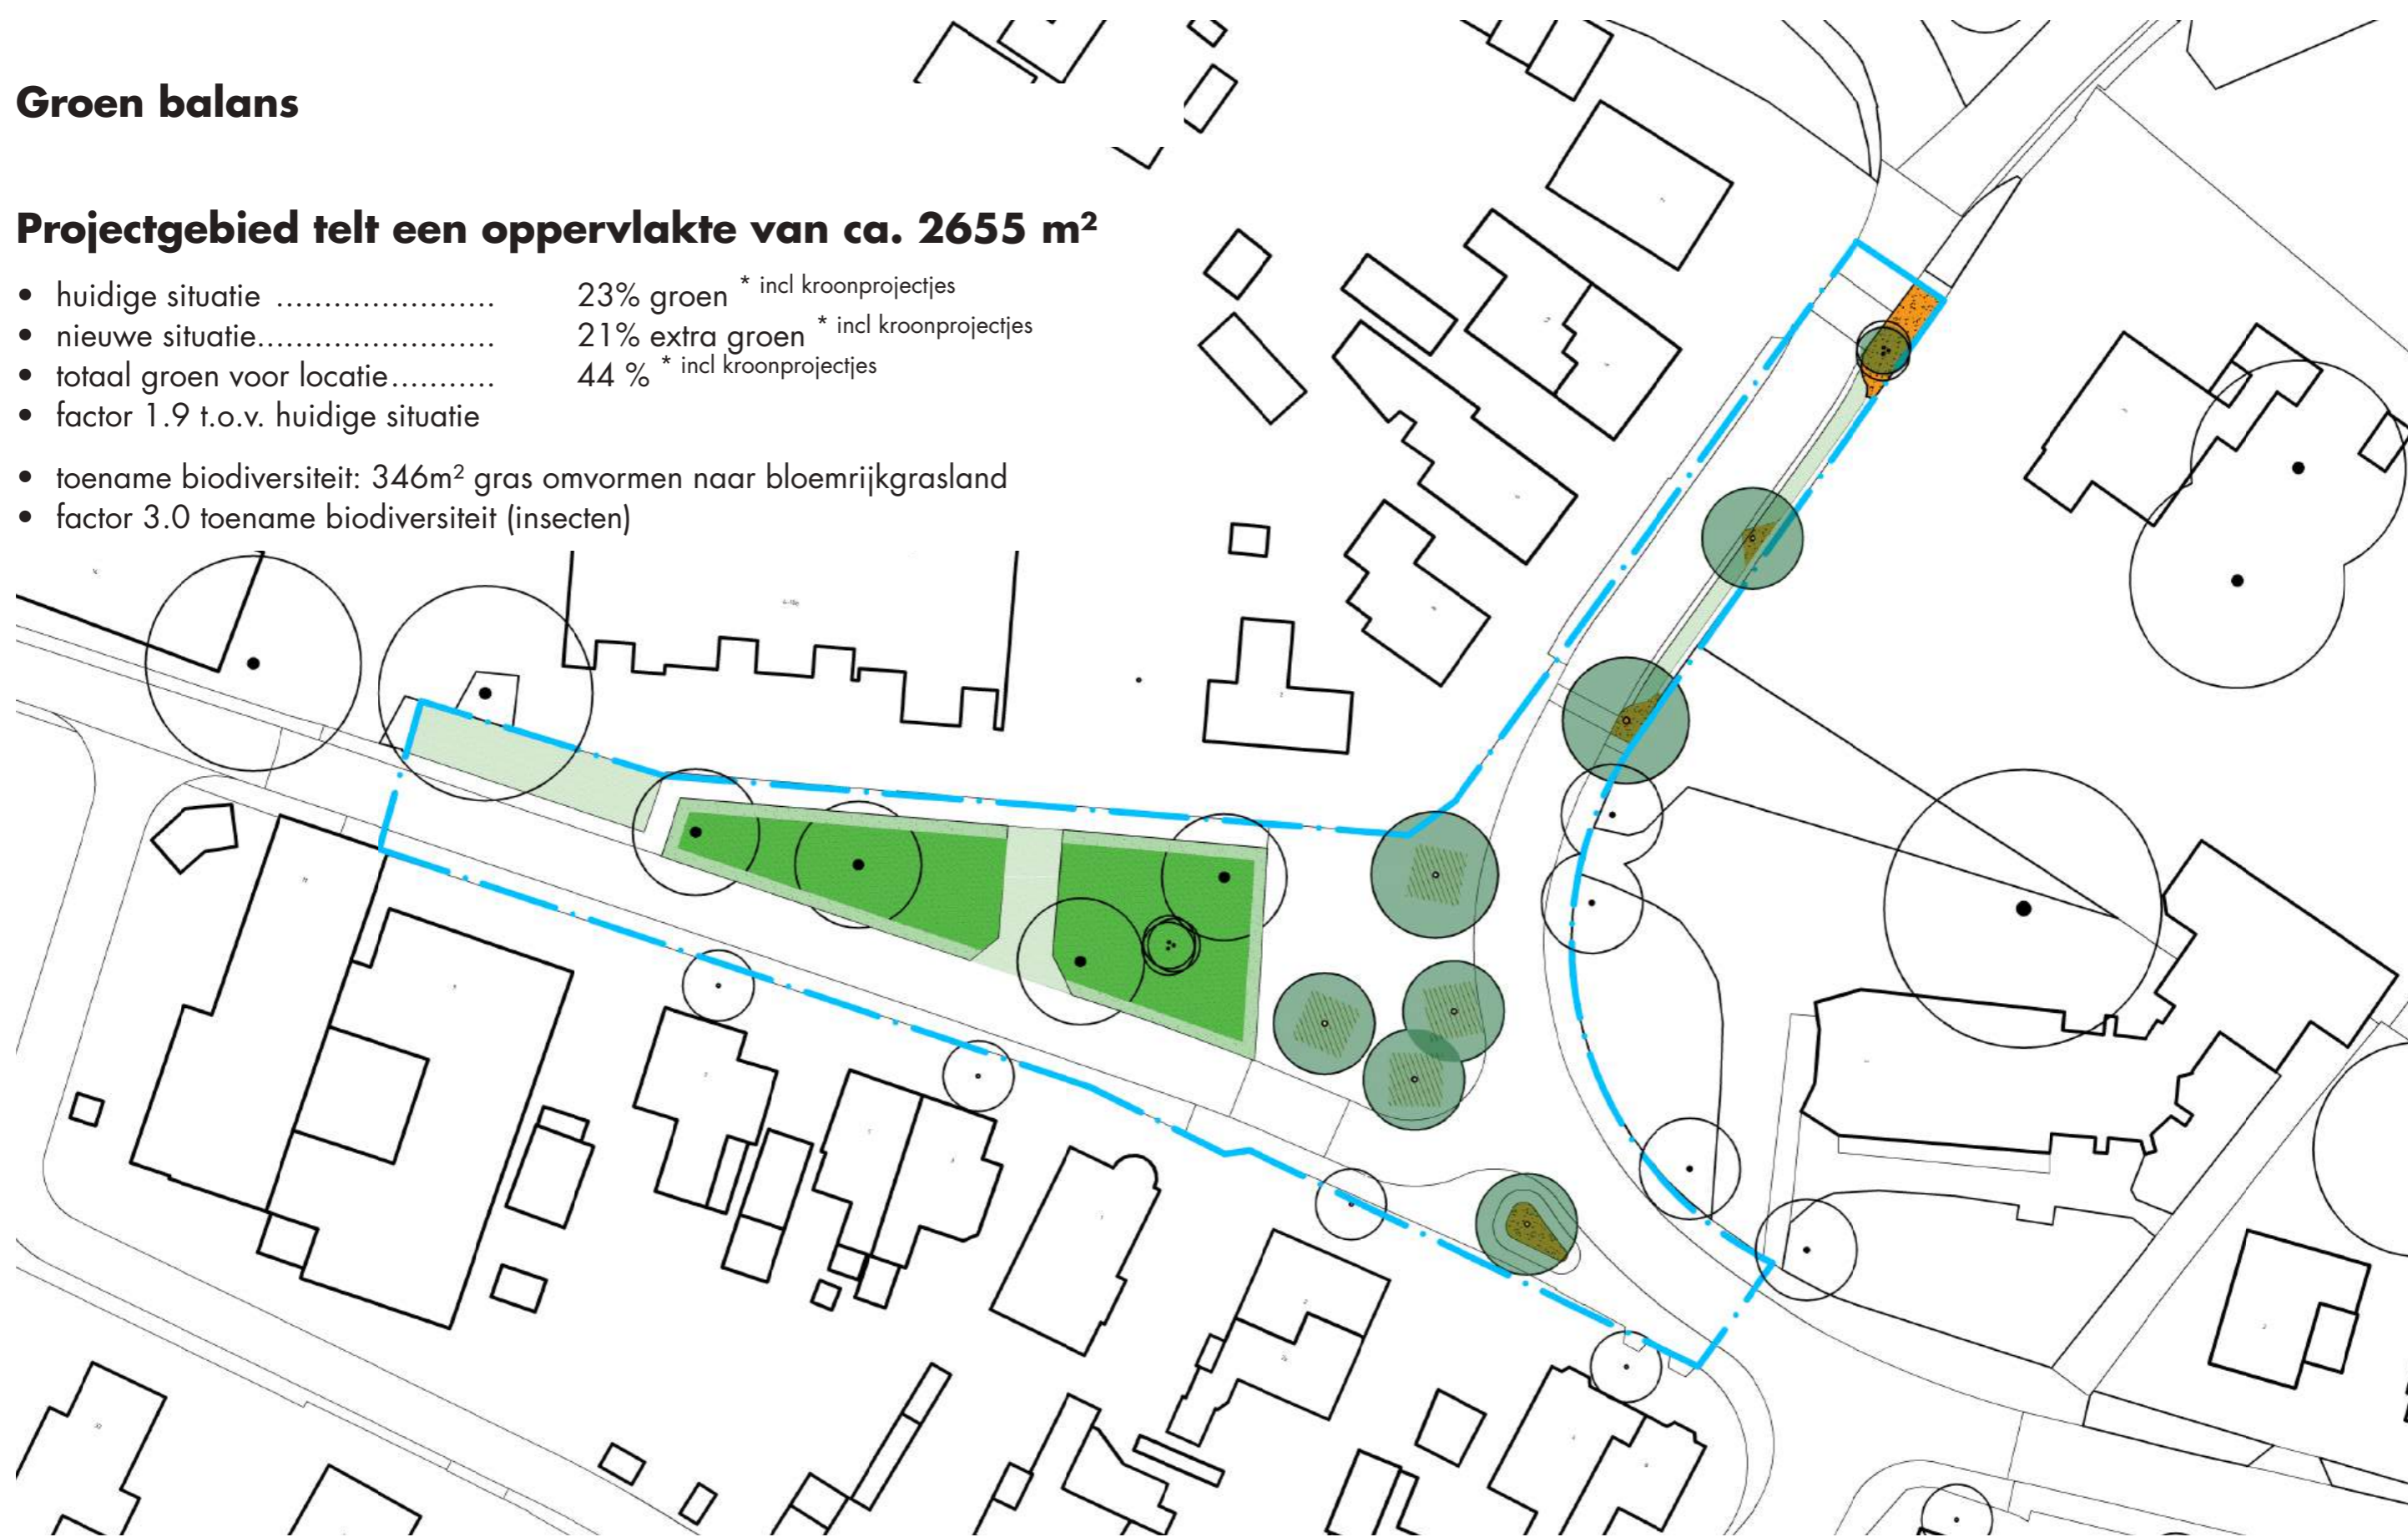 Groen balans
Projectgebied telt een oppervlakte van ca. 2655 m²
• huidige situatie ....................... 23% groen * incl kroonprojectjes
• nieuwe situatie......................... 21% extra groen * incl kroonprojectjes
• totaal groen voor locatie........... 44 % * incl kroonprojectjes
• factor 1.9 t.o.v. huidige situatie
• toename biodiversiteit: 346m² gras omvormen naar bloemrijkgrasland
• factor 3.0 toename biodiversiteit (insecten)